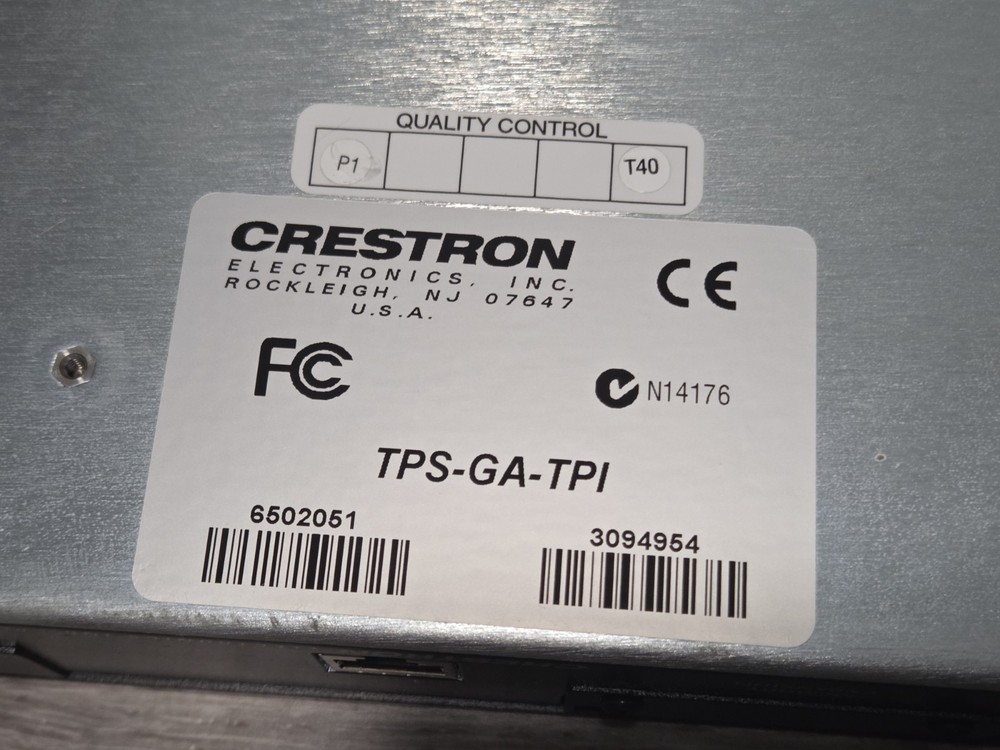 QUALITY CONTROL
P1 T40
CRESTRON
ELECTRONICS, INC.
ROCKLEIGH, NJ 07647
U.S.A.
CE
FC
N14176
TPS-GA-TPI
6502051
3094954